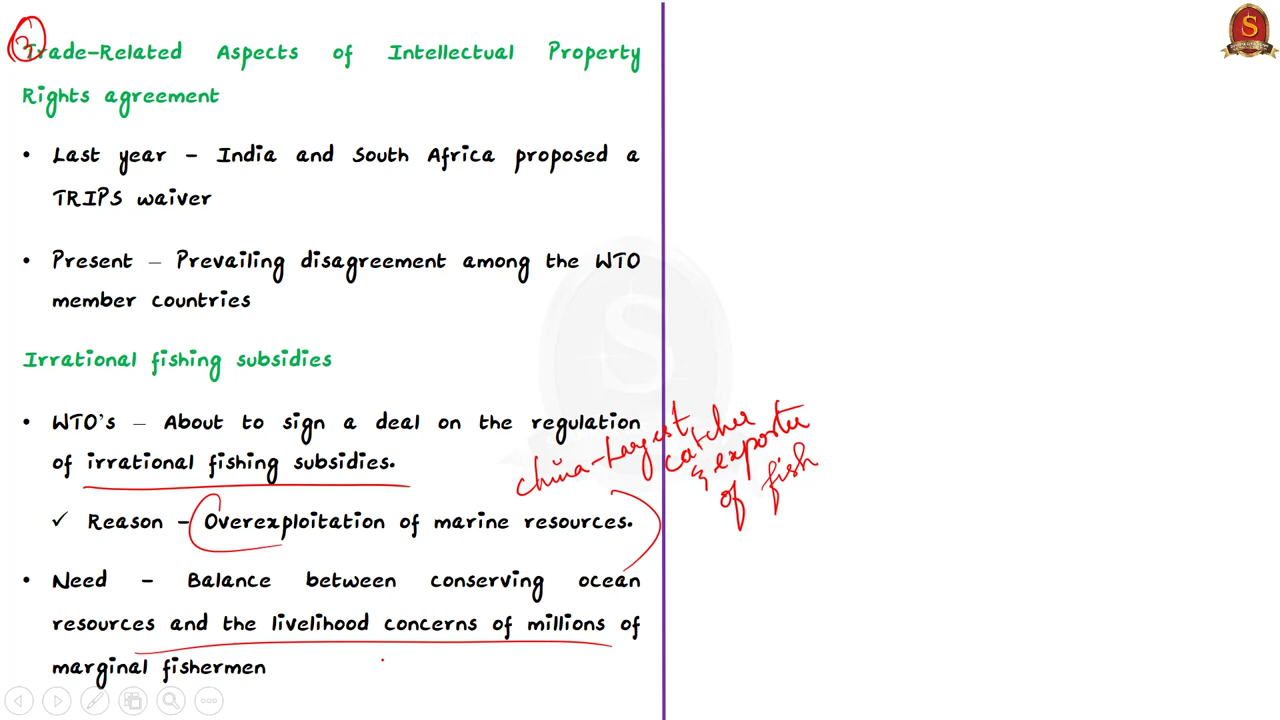 3
Trade-Related Aspects of Intellectual Property
Rights agreement
• Last year - India and South Africa proposed a
TRIPS waiver
• Present – Prevailing disagreement among the WTO
member countries
Irrational fishing subsidies
• WTO's – About to sign a deal on the regulation
of irrational fishing subsidies.
✓ Reason - Overexploitation of marine resources.
• Need - Balance between conserving ocean
resources and the livelihood concerns of millions of
marginal fishermen
China - Largest catcher
& exporter
of fish
S